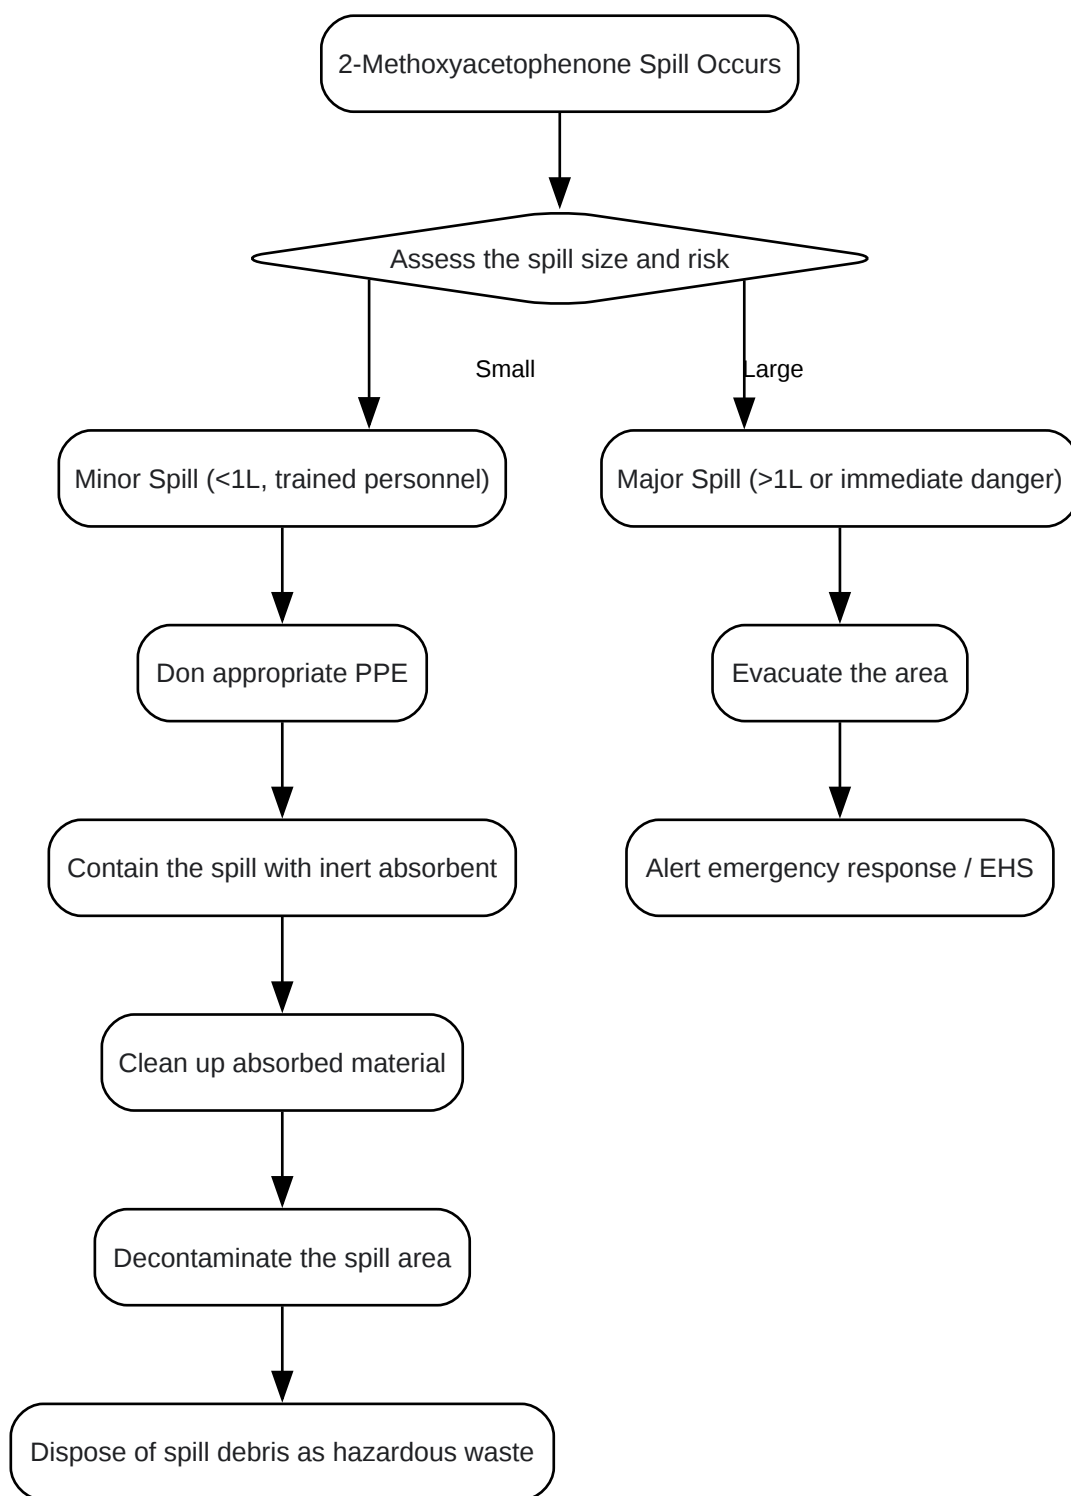 2-Methoxyacetophenone Spill Occurs
Assess the spill size and risk
Small
Large
Minor Spill (<1L, trained personnel)
Major Spill (>1L or immediate danger)
Don appropriate PPE
Evacuate the area
Contain the spill with inert absorbent
Alert emergency response / EHS
Clean up absorbed material
Decontaminate the spill area
Dispose of spill debris as hazardous waste